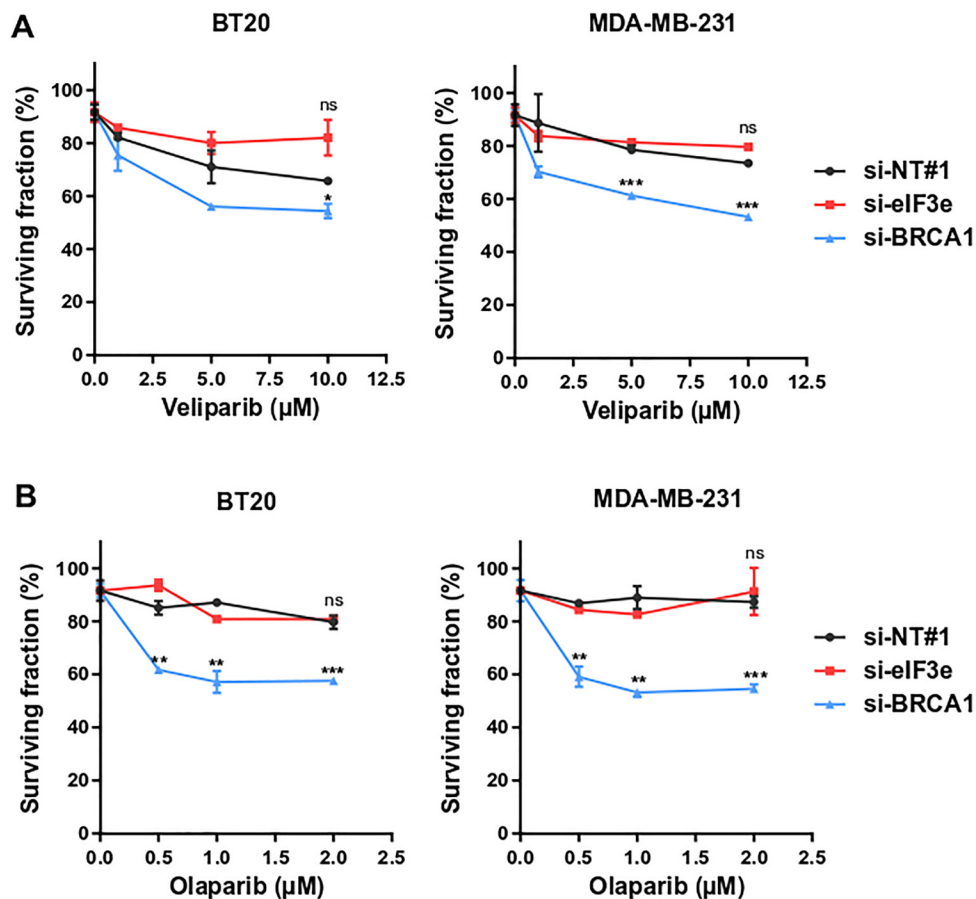 A
BT20
MDA-MB-231
Surviving fraction (%)
100
80
60
40
20
0
ns
*
0.0 2.5 5.0 7.5 10.0 12.5
Veliparib (µM)
Surviving fraction (%)
100
80
60
40
20
0
ns
***
***
0.0 2.5 5.0 7.5 10.0 12.5
Veliparib (µM)
si-NT#1
si-eIF3e
si-BRCA1
B
BT20
MDA-MB-231
Surviving fraction (%)
100
80
60
40
20
0
ns
** ** ***
0.0 0.5 1.0 1.5 2.0 2.5
Olaparib (µM)
Surviving fraction (%)
100
80
60
40
20
0
ns
** ** ***
0.0 0.5 1.0 1.5 2.0 2.5
Olaparib (µM)
si-NT#1
si-eIF3e
si-BRCA1